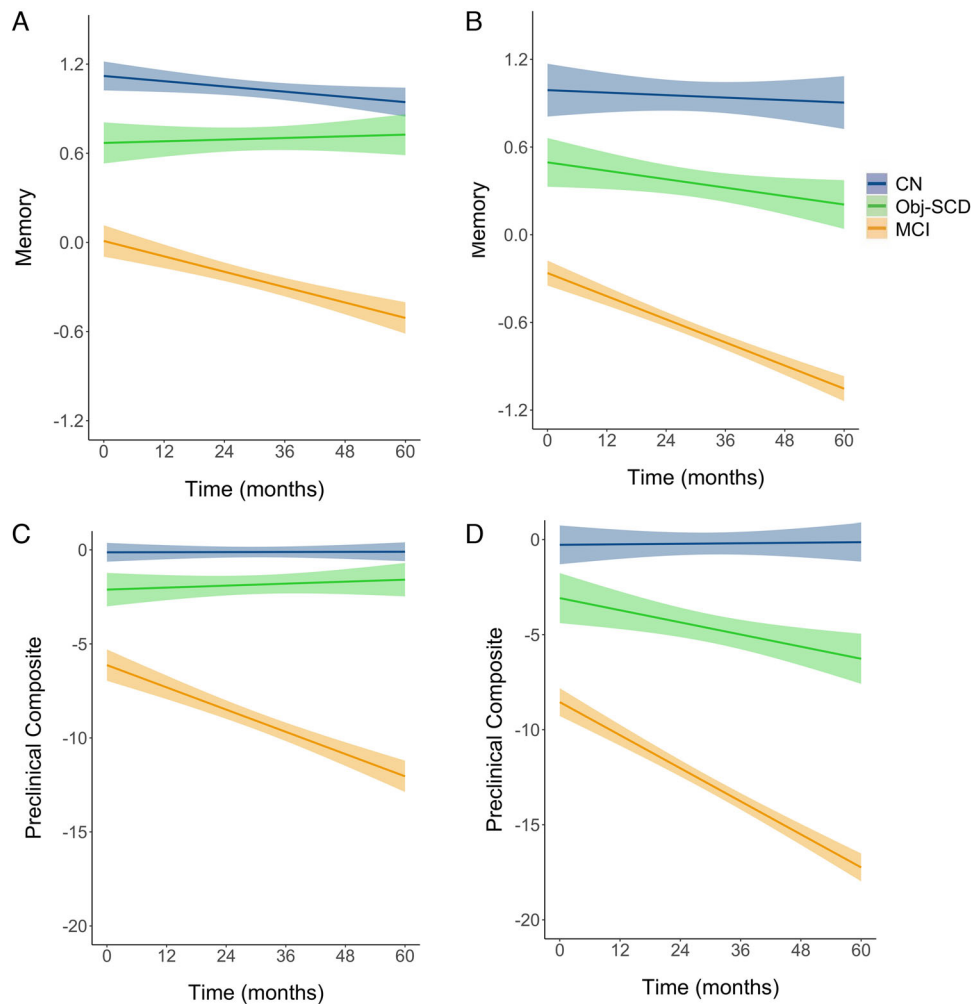 A
B
1.2
0.6
0.0
-0.6
-1.2
Memory
0 12 24 36 48 60
Time (months)
1.2
0.6
0.0
-0.6
-1.2
Memory
0 12 24 36 48 60
Time (months)
CN
Obj-SCD
MCI
C
D
0
-5
-10
-15
-20
Preclinical Composite
0 12 24 36 48 60
Time (months)
0
-5
-10
-15
-20
Preclinical Composite
0 12 24 36 48 60
Time (months)